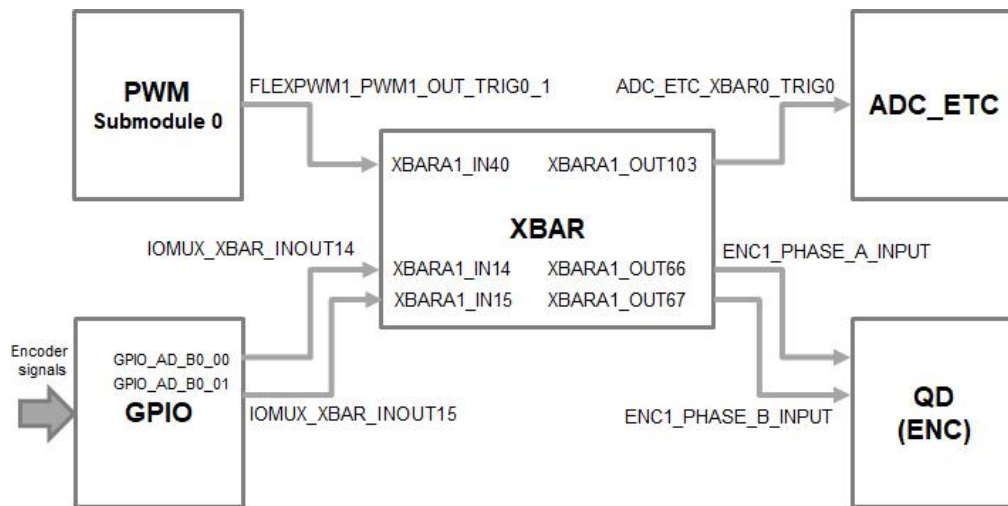 PWM
Submodule 0
FLEXPWM1_PWM1_OUT_TRIG0_1
ADC_ETC_XBAR0_TRIG0
ADC_ETC
XBARA1_IN40
XBARA1_OUT103
XBAR
IOMUX_XBAR_INOUT14
ENC1_PHASE_A_INPUT
XBARA1_IN14
XBARA1_OUT66
XBARA1_IN15
XBARA1_OUT67
Encoder
signals
GPIO_AD_B0_00
GPIO_AD_B0_01
GPIO
IOMUX_XBAR_INOUT15
ENC1_PHASE_B_INPUT
QD
(ENC)